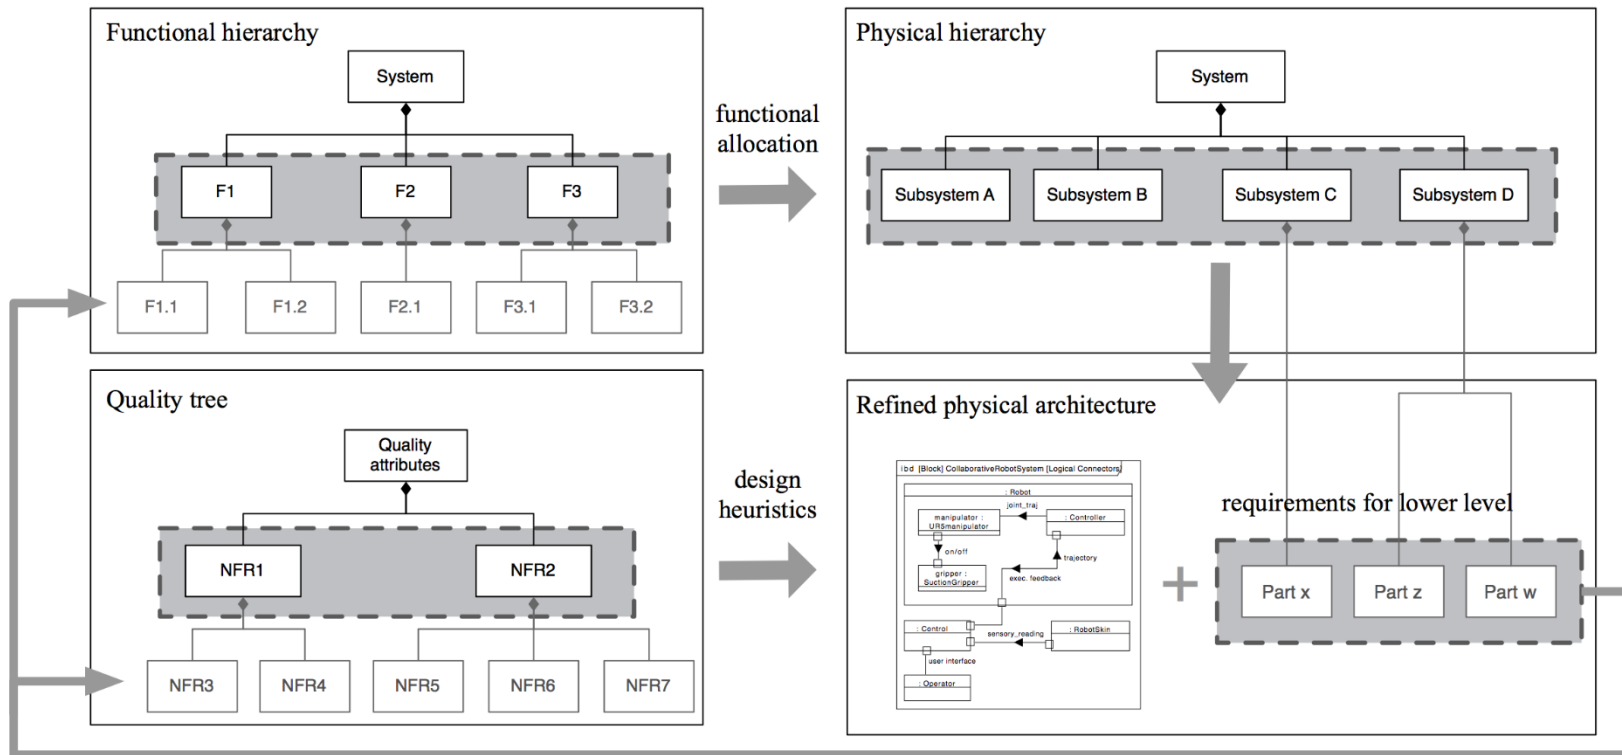 Functional hierarchy
System
F1
F2
F3
F1.1
F1.2
F2.1
F3.1
F3.2
functional
allocation
Physical hierarchy
System
Subsystem A
Subsystem B
Subsystem C
Subsystem D
Quality tree
Quality
attributes
NFR1
NFR2
NFR3
NFR4
NFR5
NFR6
NFR7
design
heuristics
Refined physical architecture
ibd [Block] CollaborativeRobotSystem [Logical Connectors]
: Robot
joint_traj
manipulator :
UR5manipulator
: Controller
on/off
trajectory
gripper :
SuctionGripper
exec. feedback
: Control
sensory_reading
: RobotSkin
user interface
: Operator
+
requirements for lower level
Part x
Part z
Part w